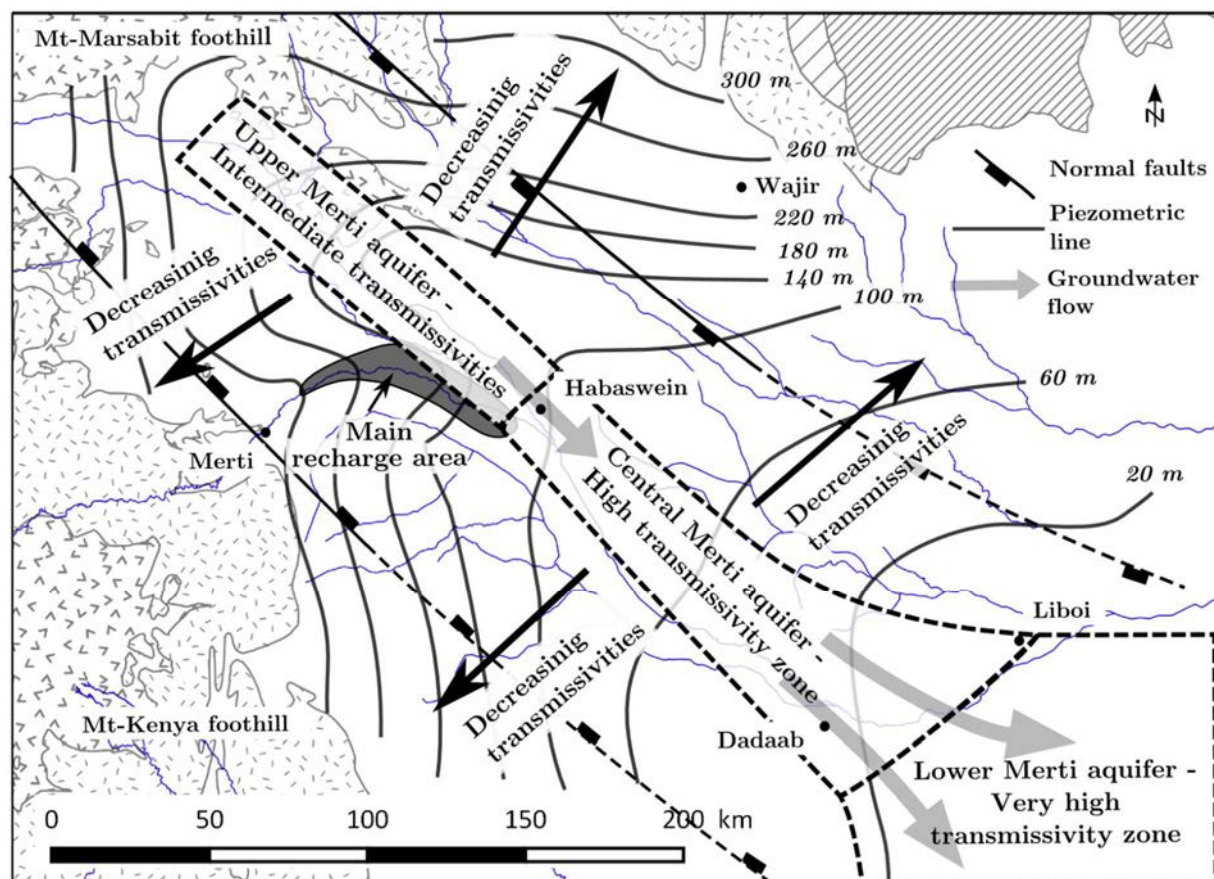 Mt-Marsabit foothill
300 m
N
Decreasinig
transmissivities
Upper Merti aquifer -
Intermediate transmissivities
260 m
Wajir
Normal faults
220 m
Piezometric
line
180 m
140 m
Groundwater
flow
100 m
Decreasinig
transmissivities
60 m
Habaswein
Main
recharge area
Merti
Central Merti aquifer -
High transmissivity zone
Decreasinig
transmissivities
20 m
Liboi
Decreasinig
transmissivities
Mt-Kenya foothill
Dadaab
Lower Merti aquifer -
Very high
transmissivity zone
0 50 100 150 200 km